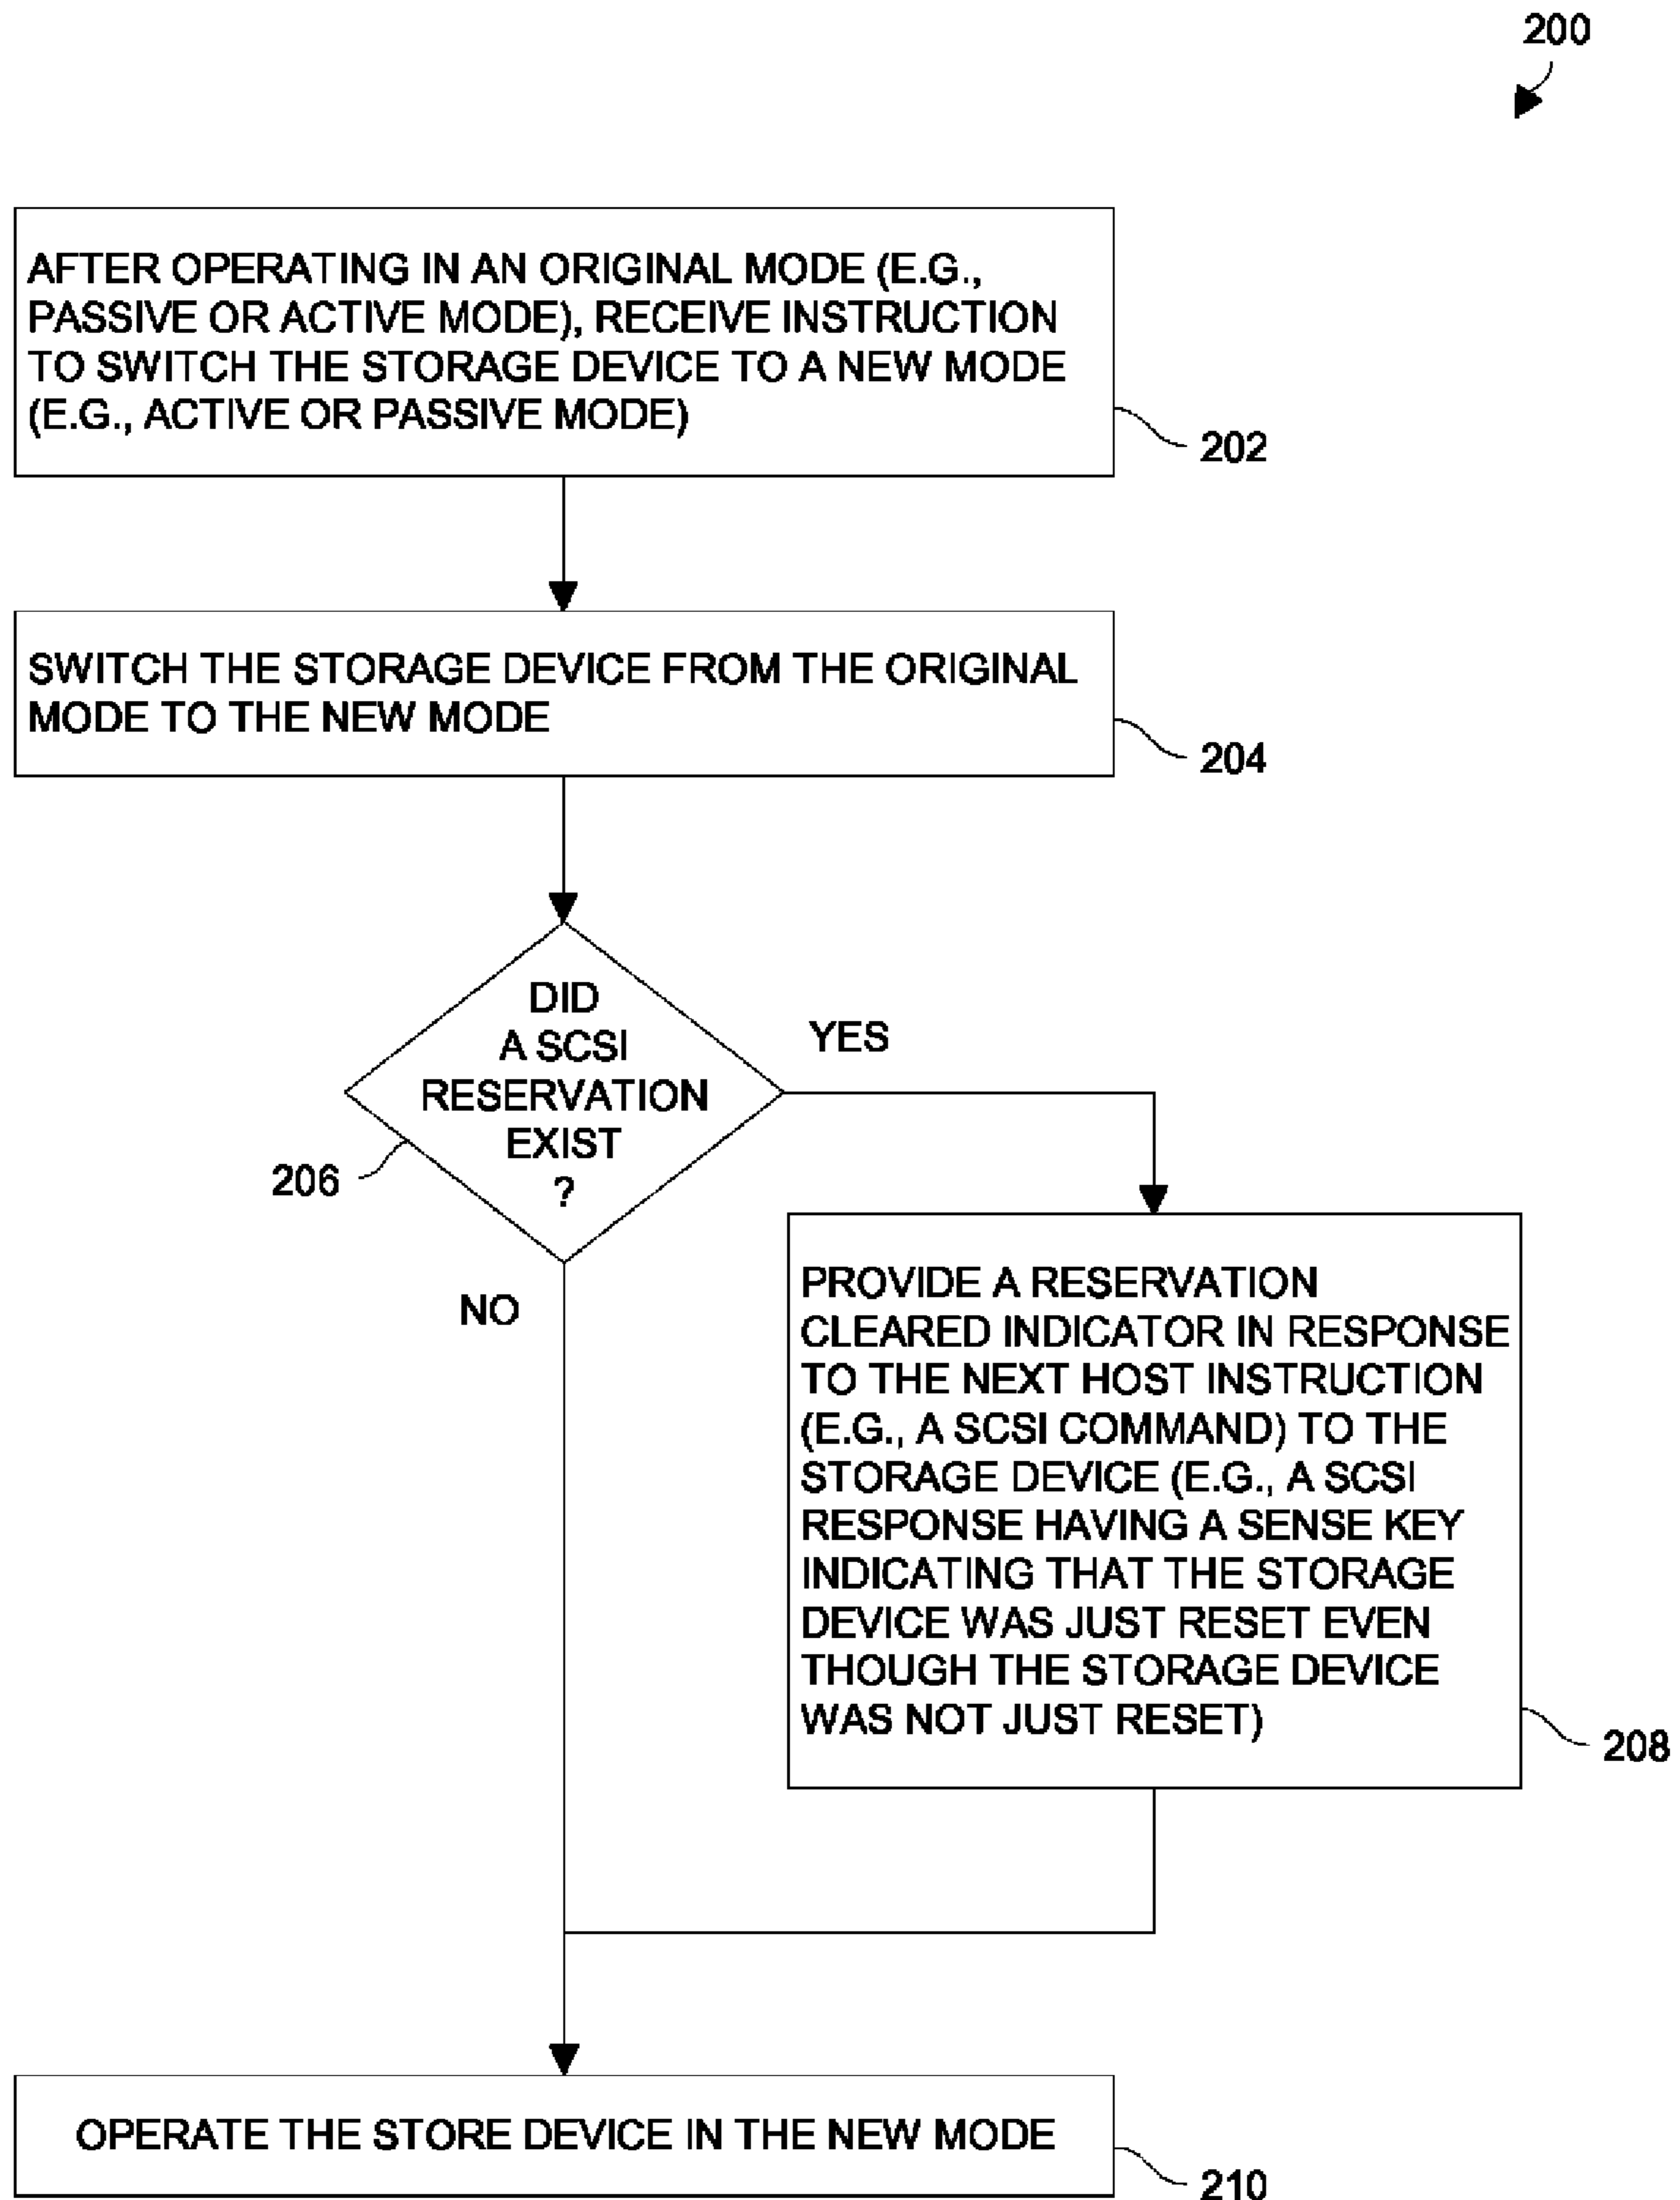 200
AFTER OPERATING IN AN ORIGINAL MODE (E.G.,
PASSIVE OR ACTIVE MODE), RECEIVE INSTRUCTION
TO SWITCH THE STORAGE DEVICE TO A NEW MODE
(E.G., ACTIVE OR PASSIVE MODE)
202
SWITCH THE STORAGE DEVICE FROM THE ORIGINAL
MODE TO THE NEW MODE
204
DID
A SCSI
RESERVATION
EXIST
?
206
YES
NO
PROVIDE A RESERVATION
CLEARED INDICATOR IN RESPONSE
TO THE NEXT HOST INSTRUCTION
(E.G., A SCSI COMMAND) TO THE
STORAGE DEVICE (E.G., A SCSI
RESPONSE HAVING A SENSE KEY
INDICATING THAT THE STORAGE
DEVICE WAS JUST RESET EVEN
THOUGH THE STORAGE DEVICE
WAS NOT JUST RESET)
208
OPERATE THE STORE DEVICE IN THE NEW MODE
210